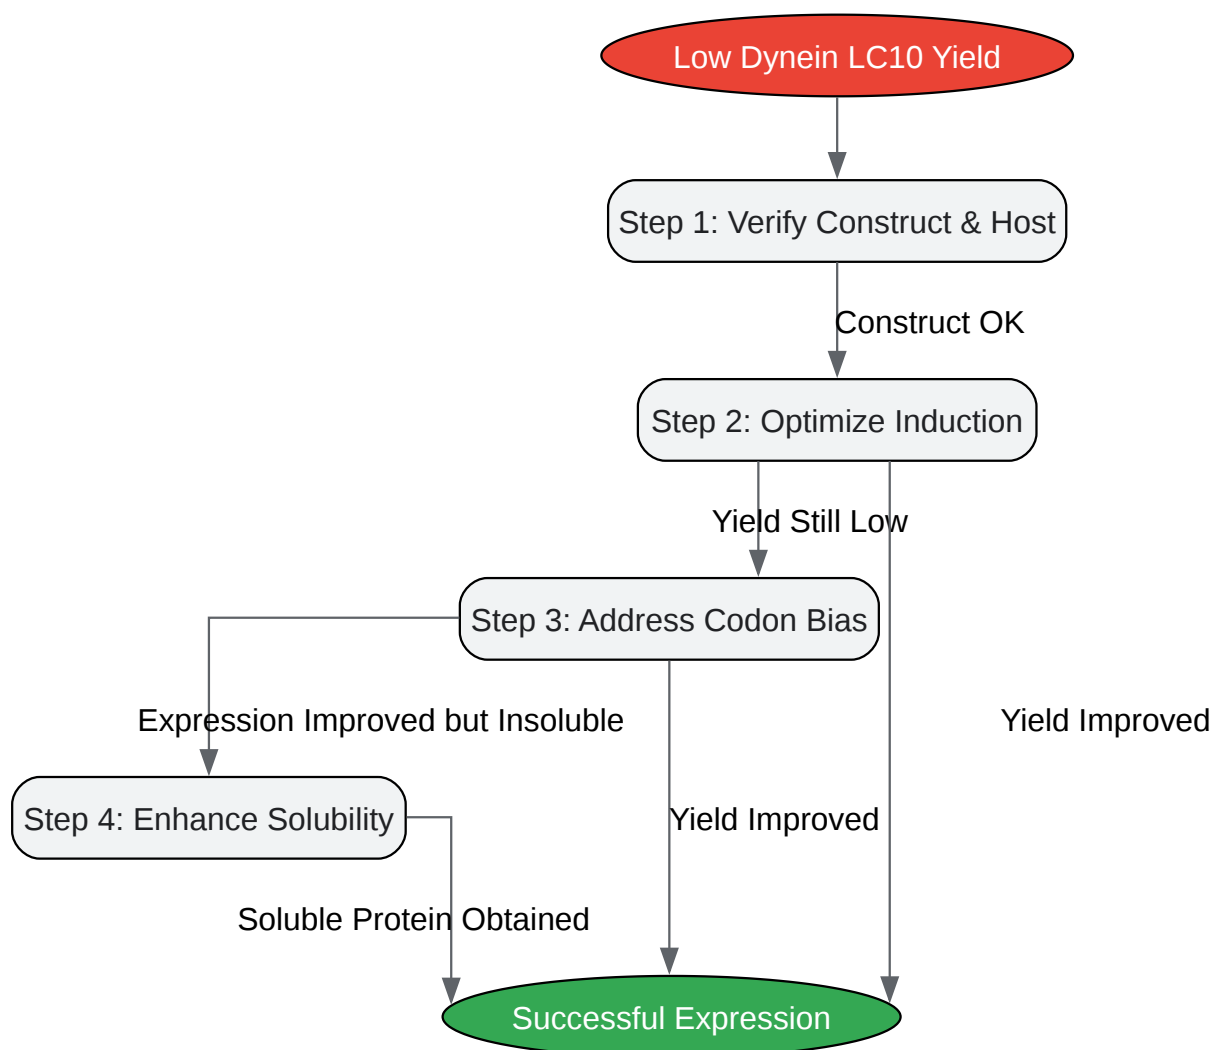 Low Dynein LC10 Yield
Step 1: Verify Construct & Host
Construct OK
Step 2: Optimize Induction
Yield Still Low
Step 3: Address Codon Bias
Expression Improved but Insoluble
Yield Improved
Step 4: Enhance Solubility
Yield Improved
Soluble Protein Obtained
Successful Expression